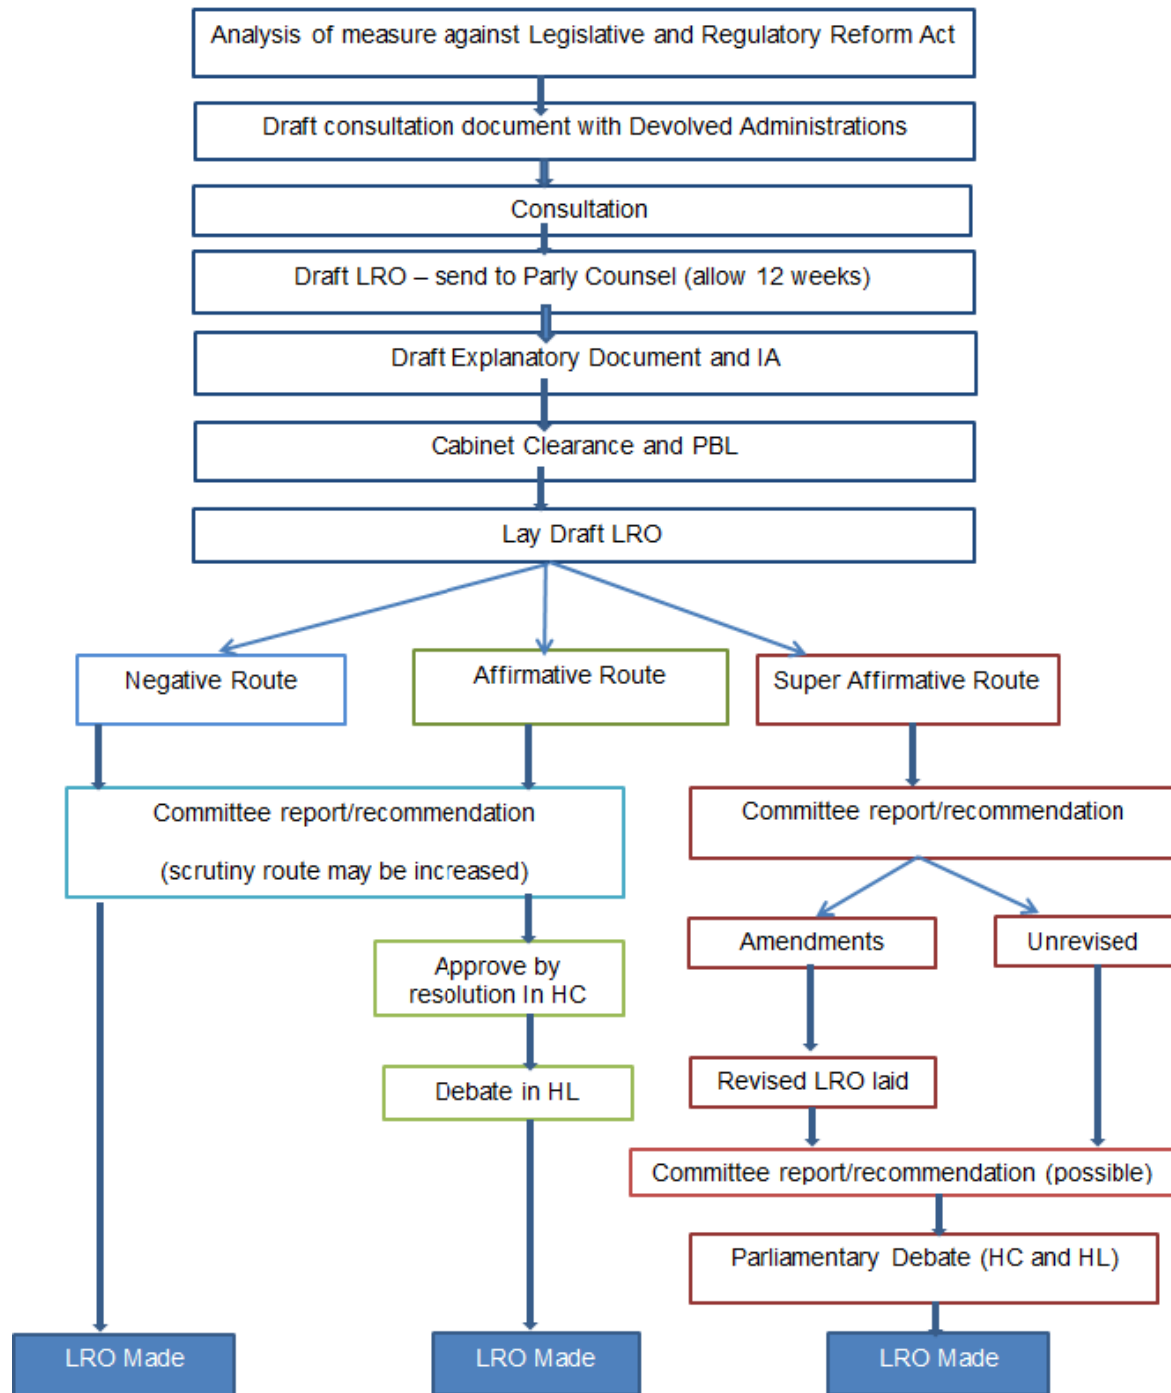 Analysis of measure against Legislative and Regulatory Reform Act
Draft consultation document with Devolved Administrations
Consultation
Draft LRO – send to Parly Counsel (allow 12 weeks)
Draft Explanatory Document and IA
Cabinet Clearance and PBL
Lay Draft LRO
Negative Route
Affirmative Route
Super Affirmative Route
Committee report/recommendation
(scrutiny route may be increased)
Committee report/recommendation
Amendments
Unrevised
Approve by
resolution In HC
Revised LRO laid
Debate in HL
Committee report/recommendation (possible)
Parliamentary Debate (HC and HL)
LRO Made
LRO Made
LRO Made